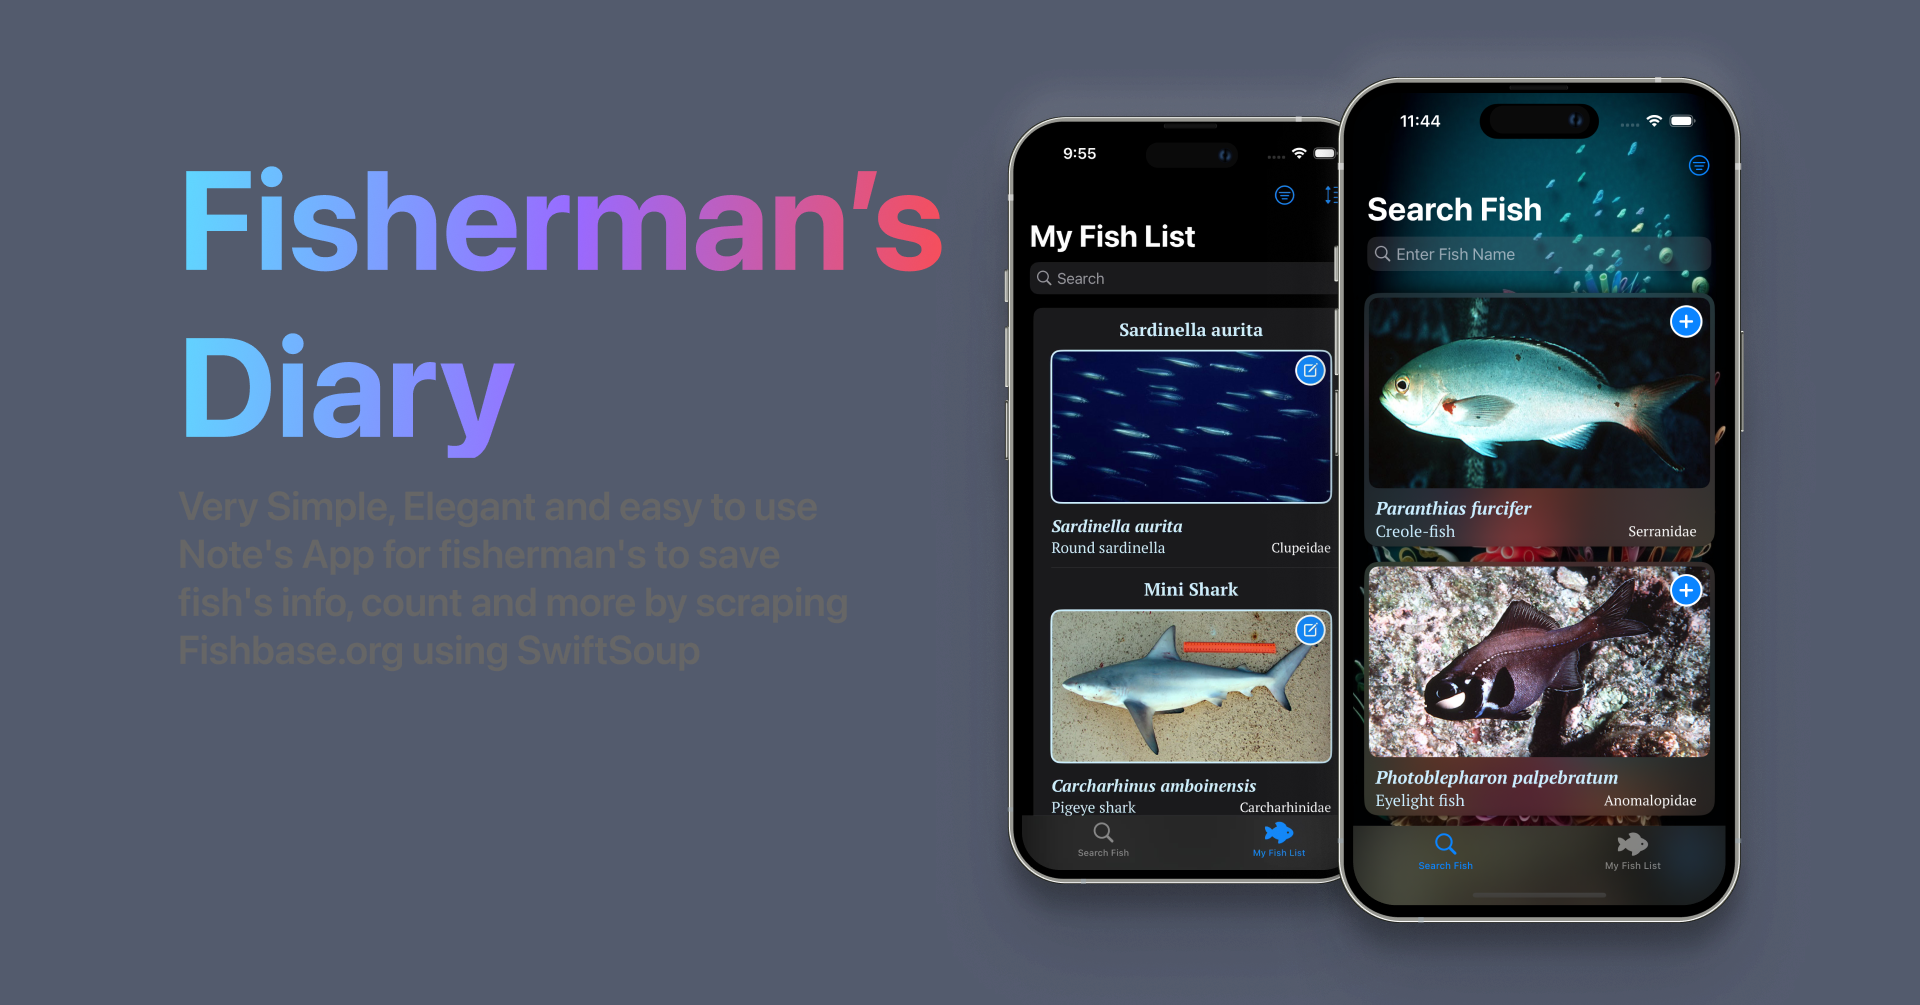 Fisherman's
Diary
Very Simple, Elegant and easy to use
Note's App for fisherman's to save
fish's info, count and more by scraping
Fishbase.org using SwiftSoup
9:55
My Fish List
Search
Sardinella aurita
Sardinella aurita
Round sardinella
Clupeidae
Mini Shark
Carcharhinus amboinensis
Pigeye shark
Carcharhinidae
Search Fish
My Fish List
11:44
Search Fish
Enter Fish Name
Paranthias furcifer
Creole-fish
Serranidae
Photoblepharon palpebratum
Eyelight fish
Anomalopidae
Search Fish
My Fish List